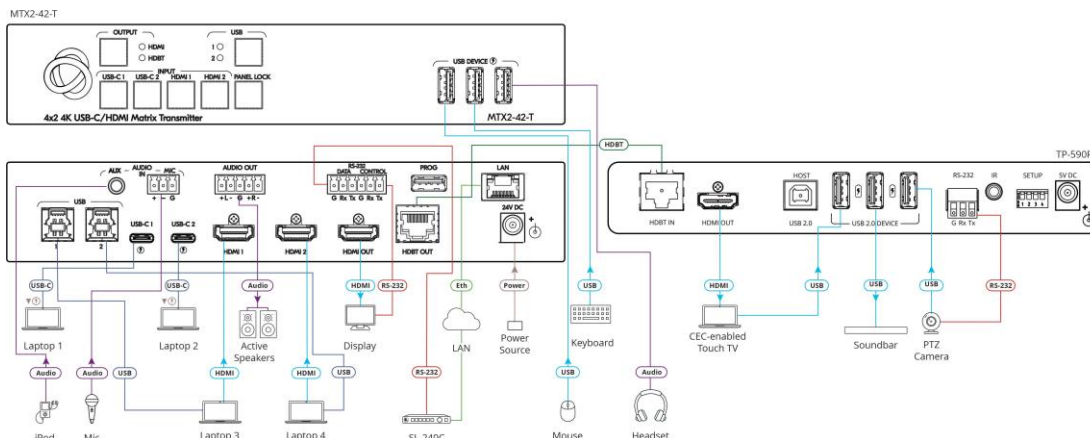 MTX2-42-T
OUTPUT
HDMI
HDBT
USB
1
2
INPUT
USB-C 1 USB-C 2 HDMI 1 HDMI 2 PANEL LOCK
USB DEVICE
4x2 4K USB-C/HDMI Matrix Transmitter
MTX2-42-T
HDBT
TP-590R
AUX
AUDIO
IN
MIC
+ - G
AUDIO OUT
+L- G +R-
RS-232
DATA CONTROL
G Rx Tx G Rx Tx
PROG
LAN
24V DC
USB
1
2
USB-C 1
USB-C 2
HDMI 1
HDMI 2
HDMI OUT
HDBT OUT
HDBT IN
HDMI OUT
HOST
USB 2.0
USB 2.0 DEVICE
RS-232
G Rx Tx
IR
SETUP
1 2 3 4
5V DC
USB-C
USB-C
Audio
HDMI
RS-232
Eth
Power
USB
HDMI
USB
USB
USB
RS-232
Laptop 1
Laptop 2
Active
Speakers
Display
LAN
Power
Source
Keyboard
CEC-enabled
Touch TV
Soundbar
PTZ
Camera
Audio
Audio
USB
HDMI
HDMI
USB
RS-232
USB
Audio
iPod
Mic
Laptop 3
Laptop 4
SL-240C
Mouse
Headset